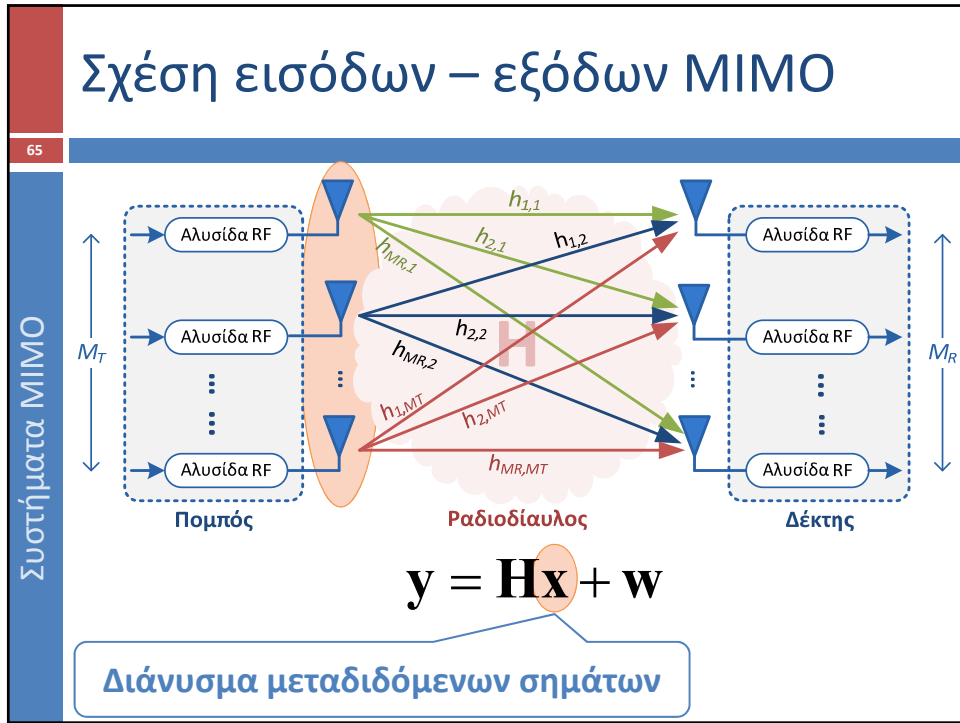 Σχέση εισόδων – εξόδων MIMO
65
Συστήματα MIMO
M_T
Αλυσίδα RF
Αλυσίδα RF
...
...
Αλυσίδα RF
Πομπός
...
h_{1,1}
h_{2,1}
h_{MR,1}
h_{1,2}
h_{2,2}
h_{MR,2}
H
h_{1,MT}
h_{2,MT}
h_{MR,MT}
Ραδιοδίαυλος
...
Αλυσίδα RF
Αλυσίδα RF
...
...
Αλυσίδα RF
Δέκτης
M_R
y = Hx + w
Διάνυσμα μεταδιδόμενων σημάτων